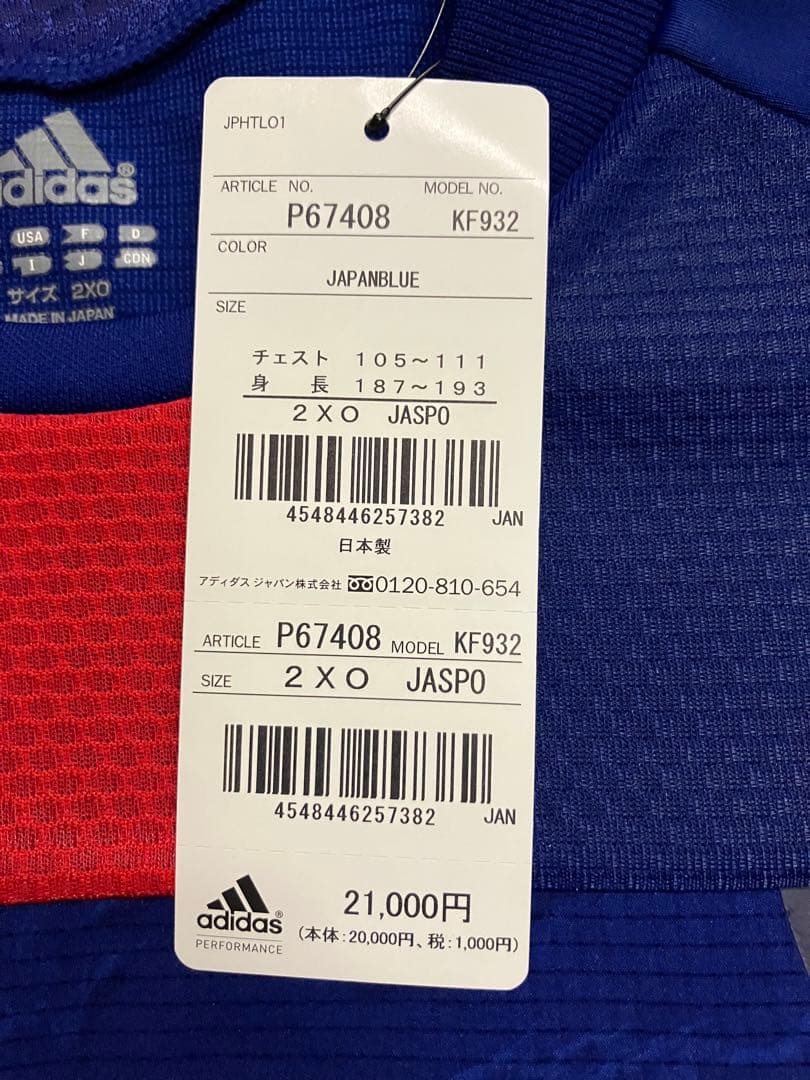 adidas®
USA F D
I J CDN
サイズ 2XO
MADE IN JAPAN
JPHTL01
ARTICLE NO. MODEL NO.
P67408 KF932
COLOR
JAPANBLUE
SIZE
チェスト 105～111
身 長 187～193
2XO JASPO
4548446257382 JAN
日本製
アディダス ジャパン株式会社 0120-810-654
ARTICLE P67408 MODEL KF932
SIZE 2XO JASPO
4548446257382 JAN
adidas®
PERFORMANCE
21,000円
(本体:20,000円、税:1,000円)